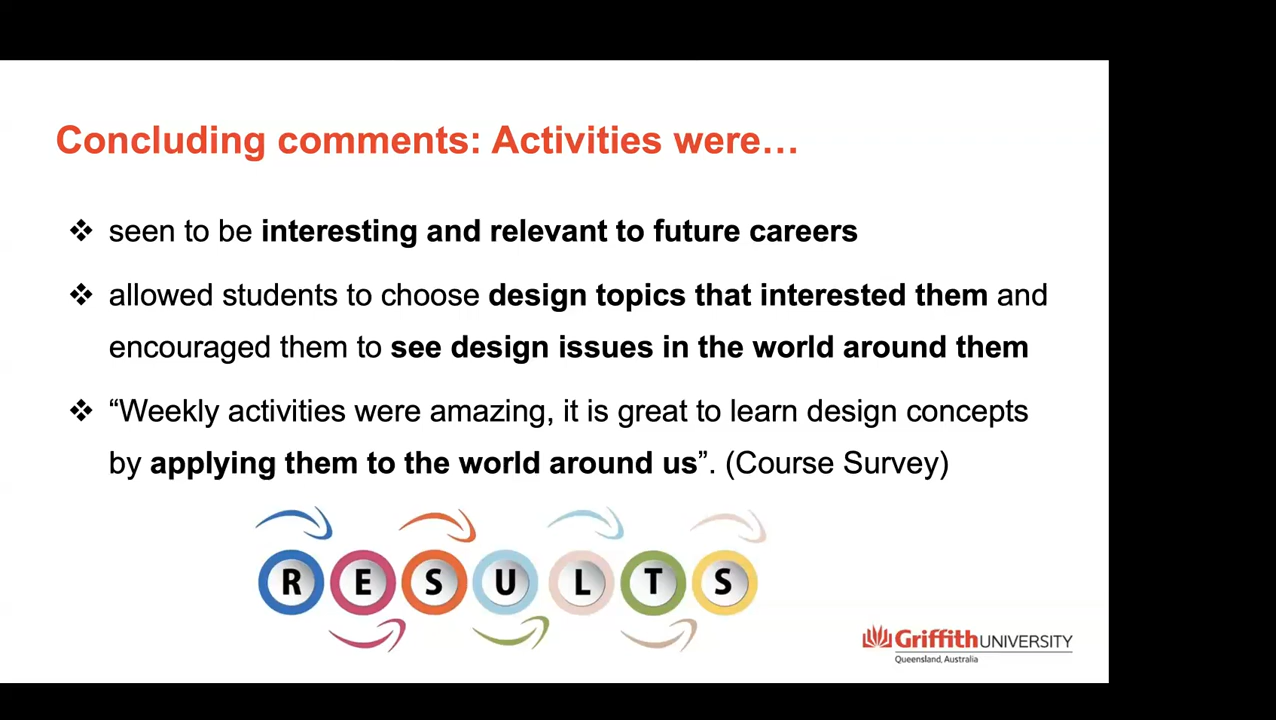 Concluding comments: Activities were…
❖ seen to be interesting and relevant to future careers
❖ allowed students to choose design topics that interested them and
encouraged them to see design issues in the world around them
❖ “Weekly activities were amazing, it is great to learn design concepts
by applying them to the world around us”. (Course Survey)
RESULTS
Griffith UNIVERSITY
Queensland, Australia